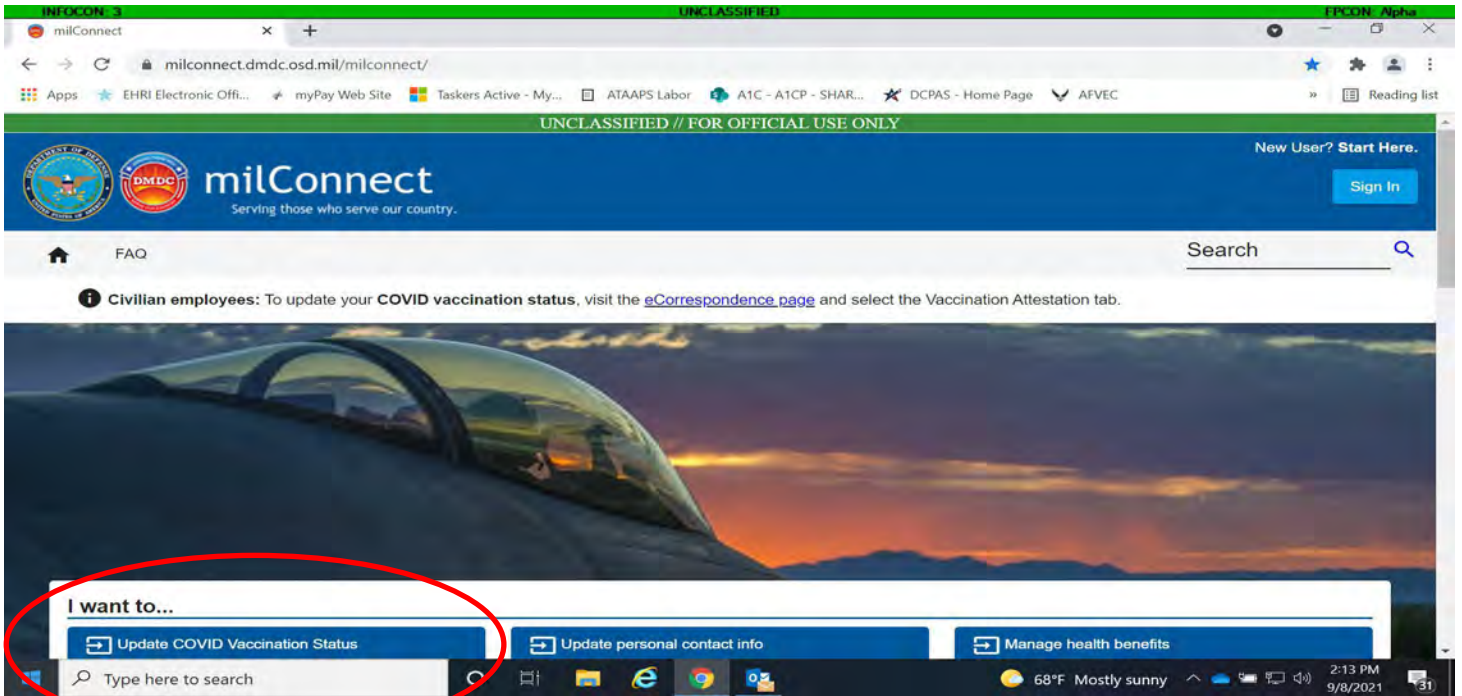 INFOCON: 3 UNCLASSIFIED FPCON: Alpha
milConnect
milconnect.dmdc.osd.mil/milconnect/
Apps EHRI Electronic Offi... myPay Web Site Taskers Active - My... ATAAPS Labor A1C - A1CP - SHAR... DCPAS - Home Page AFVEC » Reading list
UNCLASSIFIED // FOR OFFICIAL USE ONLY
New User? Start Here.
DMDC milConnect
Sign In
Serving those who serve our country.
FAQ Search
Civilian employees: To update your COVID vaccination status, visit the eCorrespondence page and select the Vaccination Attestation tab.
I want to...
Update COVID Vaccination Status Update personal contact info Manage health benefits
Type here to search 68°F Mostly sunny 2:13 PM
9/8/2021 31